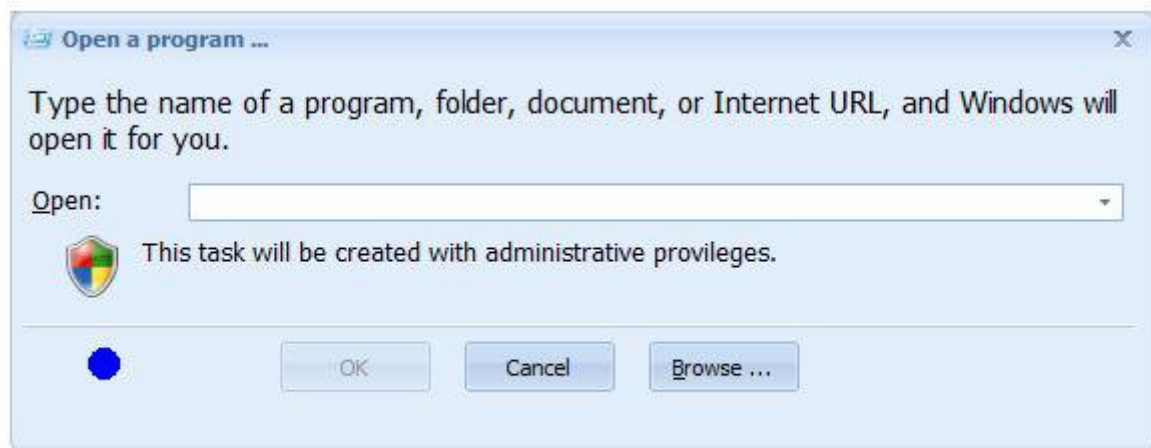 Open a program ...
X
Type the name of a program, folder, document, or Internet URL, and Windows will
open it for you.
Open:
This task will be created with administrative provileges.
OK Cancel Browse ...